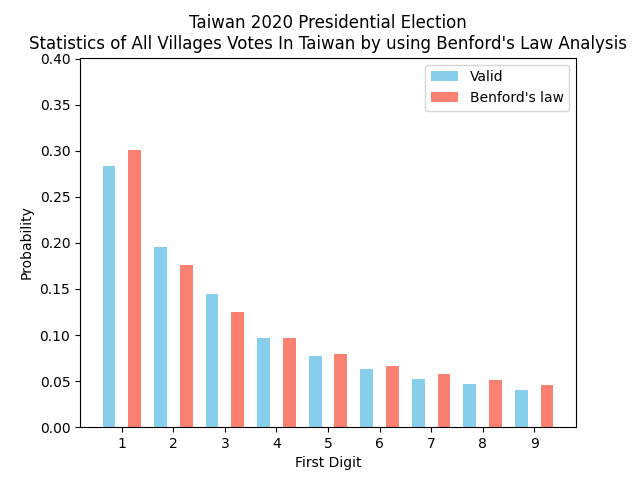 Taiwan 2020 Presidential Election
Statistics of All Villages Votes In Taiwan by using Benford's Law Analysis
Valid
Benford's law
Probability
0.40
0.35
0.30
0.25
0.20
0.15
0.10
0.05
0.00
1 2 3 4 5 6 7 8 9
First Digit